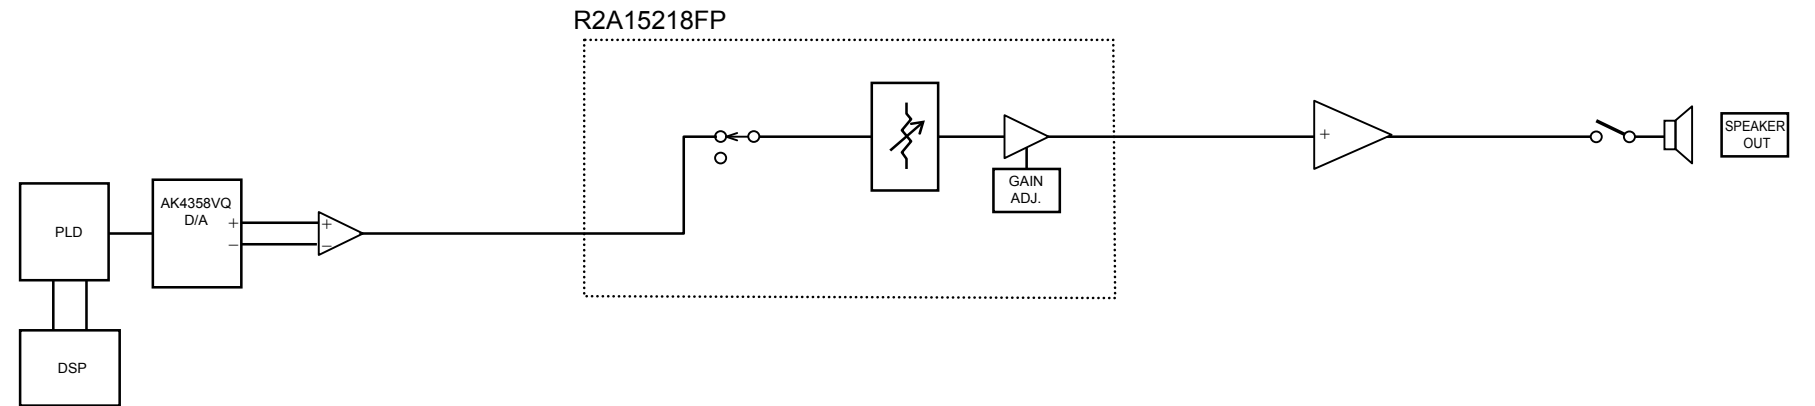 R2A15218FP
GAIN
ADJ.
+
SPEAKER
OUT
PLD
AK4358VQ
D/A
+
−
+
−
DSP